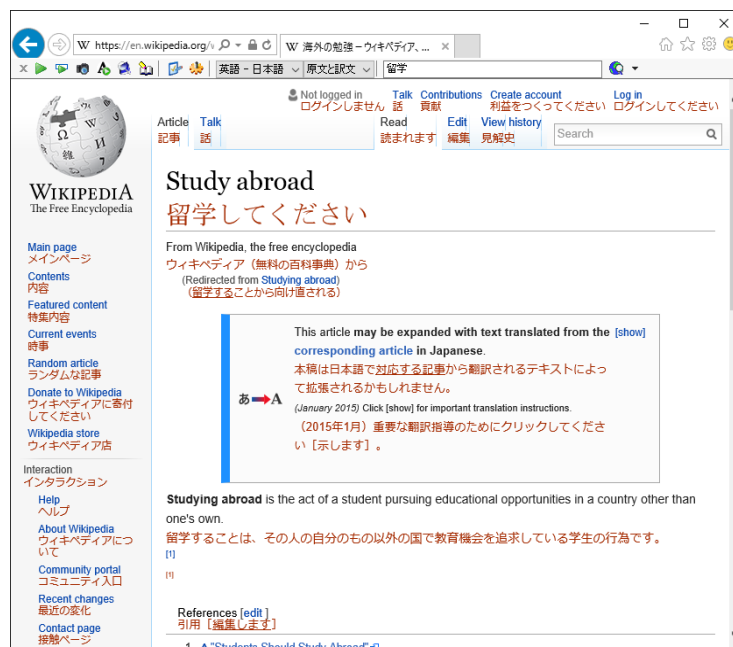 https://en.wikipedia.org/
海外の勉強 – ウィキペディア、...
英語 - 日本語
原文と訳文
留学
Not logged in Talk Contributions Create account Log in
ログインしません 話 貢献 利益をつくってください ログインしてください
Article Talk Read Edit View history
記事 話 読まれます 編集 見解史
Search
WIKIPEDIA
The Free Encyclopedia
Main page
メインページ
Contents
内容
Featured content
特集内容
Current events
時事
Random article
ランダムな記事
Donate to Wikipedia
ウィキペディアに寄付
してください
Wikipedia store
ウィキペディア店
Interaction
インタラクション
Help
ヘルプ
About Wikipedia
ウィキペディアにつ
いて
Community portal
コミュニティ入口
Recent changes
最近の変化
Contact page
接触ページ
Study abroad
留学してください
From Wikipedia, the free encyclopedia
ウィキペディア（無料の百科事典）から
(Redirected from Studying abroad)
（留学することから向け直される）
This article may be expanded with text translated from the [show]
corresponding article in Japanese.
本稿は日本語で対応する記事から翻訳されるテキストによっ
て拡張されるかもしれません。
あ A
(January 2015) Click [show] for important translation instructions.
（2015年1月）重要な翻訳指導のためにクリックしてくださ
い［示します］。
Studying abroad is the act of a student pursuing educational opportunities in a country other than
one's own.
留学することは、その人の自分のもの以外の国で教育機会を追求している学生の行為です。
[1]
[1]
References [edit ]
引用［編集します］
1. ^ "Students Should Study Abroad"